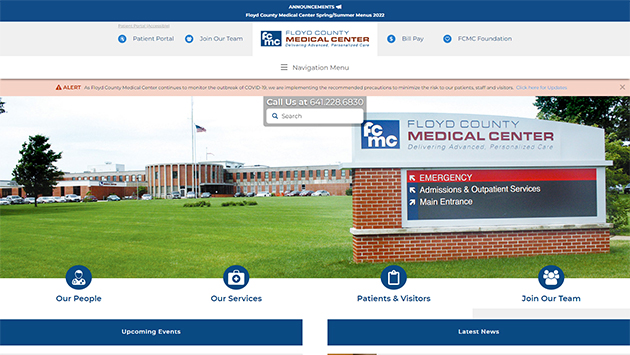 ANNOUNCEMENTS
Floyd County Medical Center Spring/Summer Menus 2022
Patient Portal
Join Our Team
fc
mc
FLOYD COUNTY
MEDICAL CENTER
Delivering Advanced, Personalized Care
Bill Pay
FCMC Foundation
Navigation Menu
ALERT As Floyd County Medical Center continues to monitor the outbreak of COVID-19, we are implementing the recommended precautions to minimize the risk to our patients, staff and visitors. Click here for Updates
Call Us at 641.228.6830
Search
fc
mc
FLOYD COUNTY
MEDICAL CENTER
Delivering Advanced, Personalized Care
EMERGENCY
Admissions & Outpatient Services
Main Entrance
Our People
Our Services
Patients & Visitors
Join Our Team
Upcoming Events
Latest News